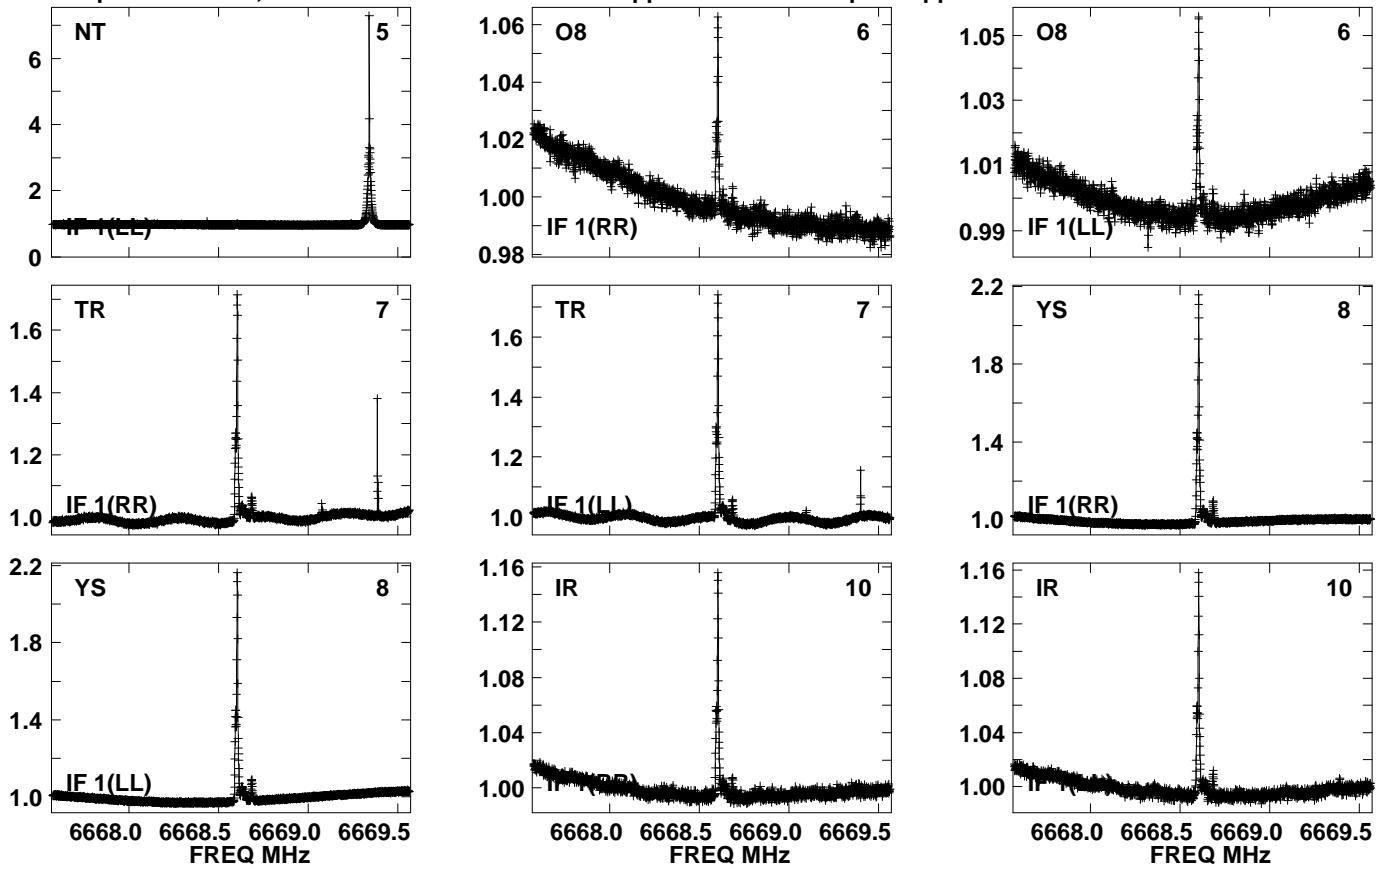 NT 5
6
4
2
0
IF 1(LL)
O8 6
1.06
1.04
1.02
1.00
0.98
IF 1(RR)
O8 6
1.05
1.03
1.01
0.99
IF 1(LL)
TR 7
1.6
1.4
1.2
1.0
IF 1(RR)
TR 7
1.6
1.4
1.2
1.0
IF 1(LL)
YS 8
2.2
1.8
1.4
1.0
IF 1(RR)
YS 8
2.2
1.8
1.4
1.0
IF 1(LL)
6668.0 6668.5 6669.0 6669.5
FREQ MHz
IR 10
1.16
1.12
1.08
1.04
1.00
6668.0 6668.5 6669.0 6669.5
FREQ MHz
IR 10
1.16
1.12
1.08
1.04
1.00
6668.0 6668.5 6669.0 6669.5
FREQ MHz